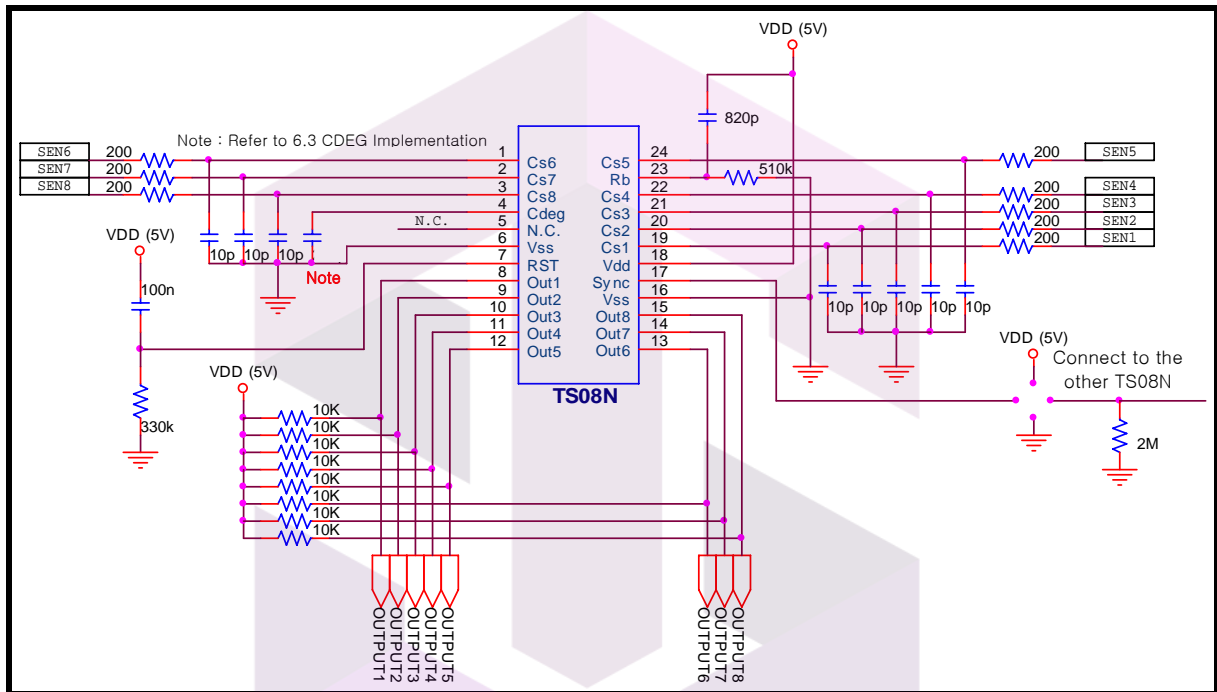 VDD (5V)
820p
Note : Refer to 6.3 CDEG Implementation
SEN6 200
SEN7 200
SEN8 200
1 Cs6
2 Cs7
3 Cs8
4 Cdeg
N.C. 5 N.C.
6 Vss
7 RST
8 Out1
9 Out2
10 Out3
11 Out4
12 Out5
Cs5 24
Rb 23
Cs4 22
Cs3 21
Cs2 20
Cs1 19
Vdd 18
Sync 17
Vss 16
Out8 15
Out7 14
Out6 13
TS08N
510k
200 SEN5
200 SEN4
200 SEN3
200 SEN2
200 SEN1
10p 10p 10p
Note
10p 10p 10p 10p 10p
VDD (5V)
100n
330k
VDD (5V)
10K
10K
10K
10K
10K
10K
10K
10K
VDD (5V)
Connect to the
other TS08N
2M
OUTPUT1
OUTPUT2
OUTPUT3
OUTPUT4
OUTPUT5
OUTPUT6
OUTPUT7
OUTPUT8